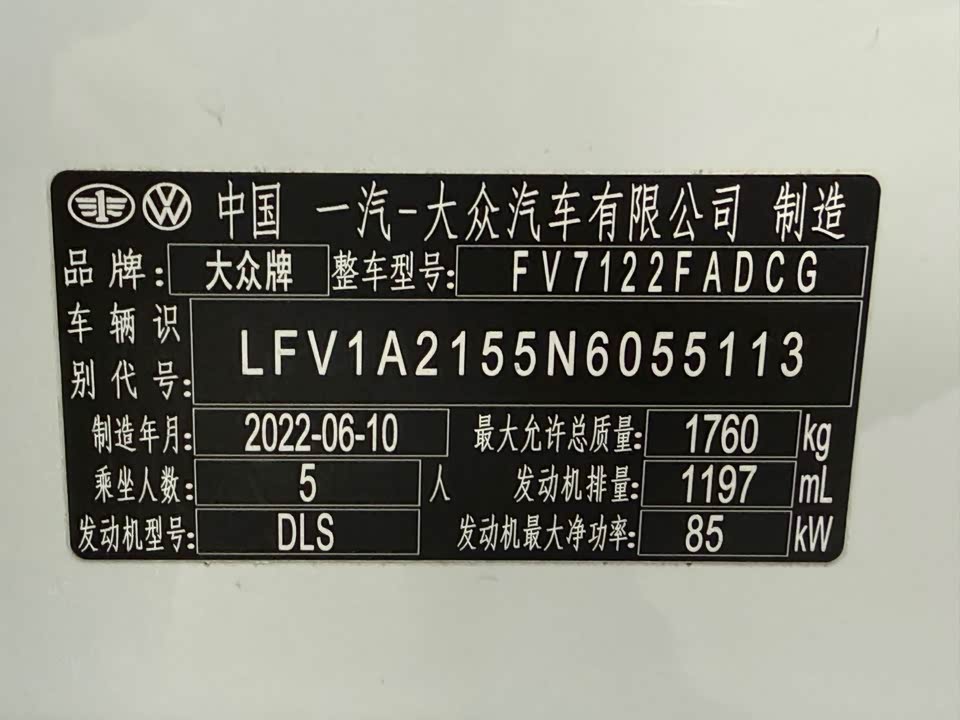 中国 一汽-大众汽车有限公司 制造
品牌: 大众牌 整车型号: FV7122FADCG
车辆识别代号: LFV1A2155N6055113
制造年月: 2022-06-10 最大允许总质量: 1760 kg
乘坐人数: 5 人 发动机排量: 1197 mL
发动机型号: DLS 发动机最大净功率: 85 kW